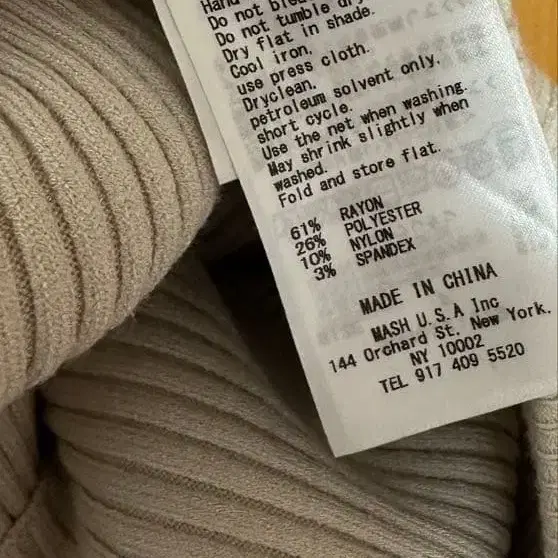 Hand
Do not
Do not tumble dry
Dry flat in shade.
Cool iron.
use press cloth.
Dryclean.
petroleum solvent only.
short cycle.
Use the net when washing.
May shrink slightly when
washed.
Fold and store flat.
61% RAYON
26% POLYESTER
10% NYLON
3% SPANDEX
MADE IN CHINA
MASH U.S.A Inc
144 Orchard St. New York.
NY 10002
TEL 917 409 5520